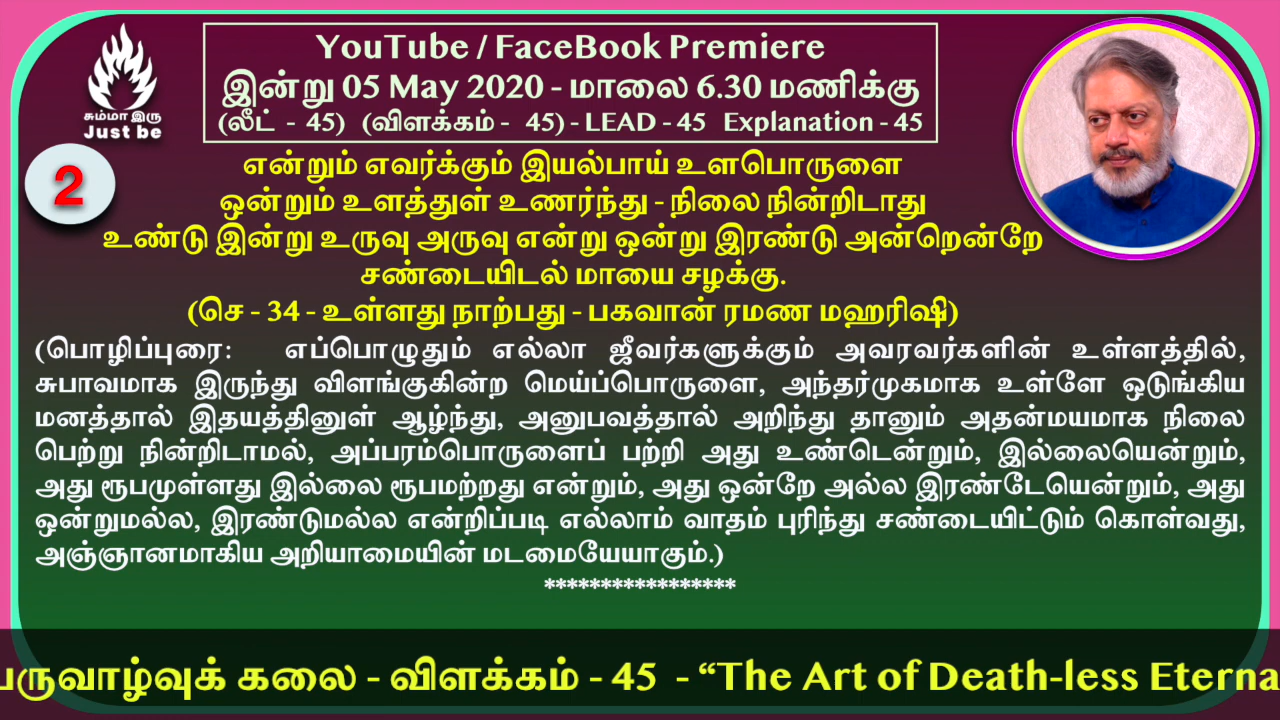 YouTube / FaceBook Premiere
இன்று 05 May 2020 - மாலை 6.30 மணிக்கு
(லீட் - 45) (விளக்கம் - 45) - LEAD - 45 Explanation - 45
சும்மா இரு
Just be
2
என்றும் எவர்க்கும் இயல்பாய் உளபொருளை
ஒன்றும் உளத்துள் உணர்ந்து - நிலை நின்றிடாது
உண்டு இன்று உருவு அருவு என்று ஒன்று இரண்டு அன்றென்றே
சண்டையிடல் மாயை சழக்கு.
(செ - 34 - உள்ளது நாற்பது - பகவான் ரமண மஹரிஷி)
(பொழிப்புரை: எப்பொழுதும் எல்லா ஜீவர்களுக்கும் அவரவர்களின் உள்ளத்தில்,
சுபாவமாக இருந்து விளங்குகின்ற மெய்ப்பொருளை, அந்தர்முகமாக உள்ளே ஒடுங்கிய
மனத்தால் இதயத்தினுள் ஆழ்ந்து, அனுபவத்தால் அறிந்து தானும் அதன்மயமாக நிலை
பெற்று நின்றிடாமல், அப்பரம்பொருளைப் பற்றி அது உண்டென்றும், இல்லையென்றும்,
அது ரூபமுள்ளது இல்லை ரூபமற்றது என்றும், அது ஒன்றே அல்ல இரண்டேயென்றும், அது
ஒன்றுமல்ல, இரண்டுமல்ல என்றிப்படி எல்லாம் வாதம் புரிந்து சண்டையிட்டும் கொள்வது,
அஞ்ஞானமாகிய அறியாமையின் மடமையேயாகும்.)
*****************
பருவாழ்வுக் கலை - விளக்கம் - 45 - “The Art of Death-less Eterna